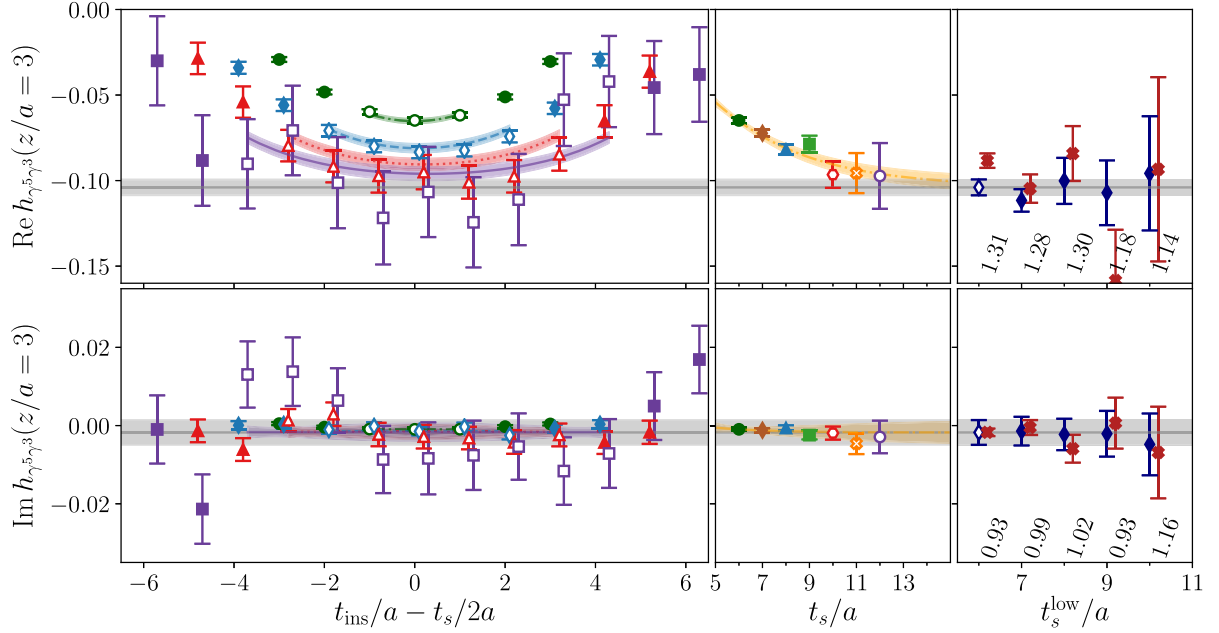 Re h_{γ^5γ^3}(z/a = 3)
0.00
−0.05
−0.10
−0.15
1.31
1.28
1.30
1.18
1.14
Im h_{γ^5γ^3}(z/a = 3)
0.02
0.00
−0.02
0.93
0.99
1.02
0.93
1.16
−6 −4 −2 0 2 4 6
5 7 9 11 13
7 9 11
t_ins/a − t_s/2a
t_s/a
t_s^low/a